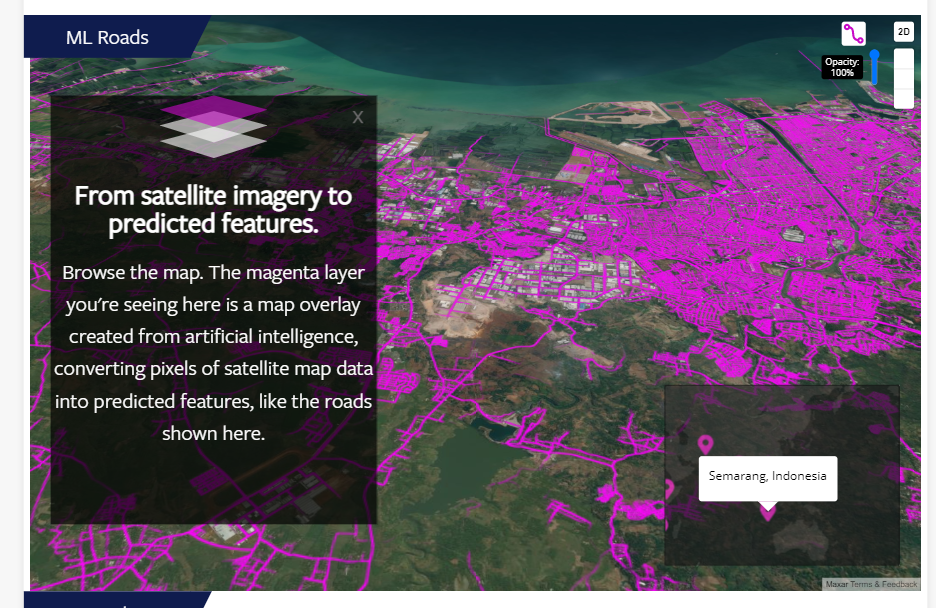 ML Roads
2D
Opacity:
100%
X
From satellite imagery to
predicted features.
Browse the map. The magenta layer
you're seeing here is a map overlay
created from artificial intelligence,
converting pixels of satellite map data
into predicted features, like the roads
shown here.
Semarang, Indonesia
Maxar Terms & Feedback